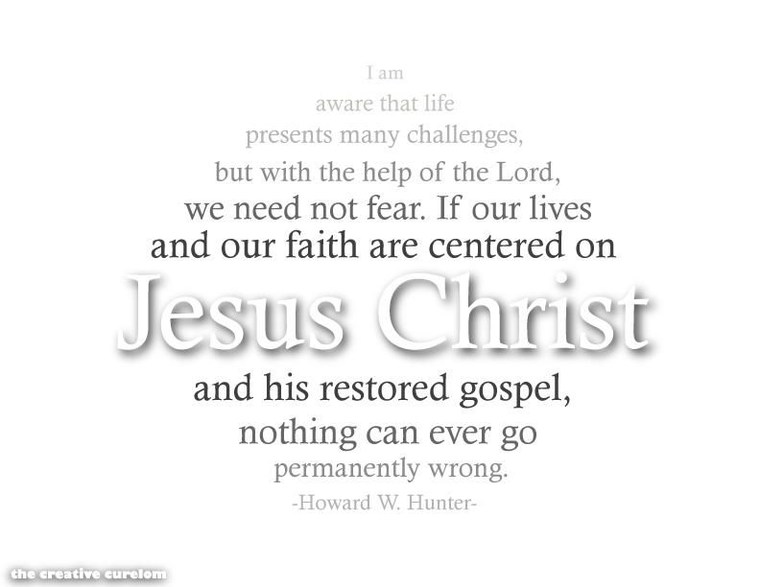 I am
aware that life
presents many challenges,
but with the help of the Lord,
we need not fear. If our lives
and our faith are centered on
Jesus Christ
and his restored gospel,
nothing can ever go
permanently wrong.
-Howard W. Hunter-
the creative curelom